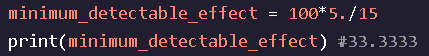 minimum_detectable_effect = 100*5./15
print(minimum_detectable_effect) #33.3333